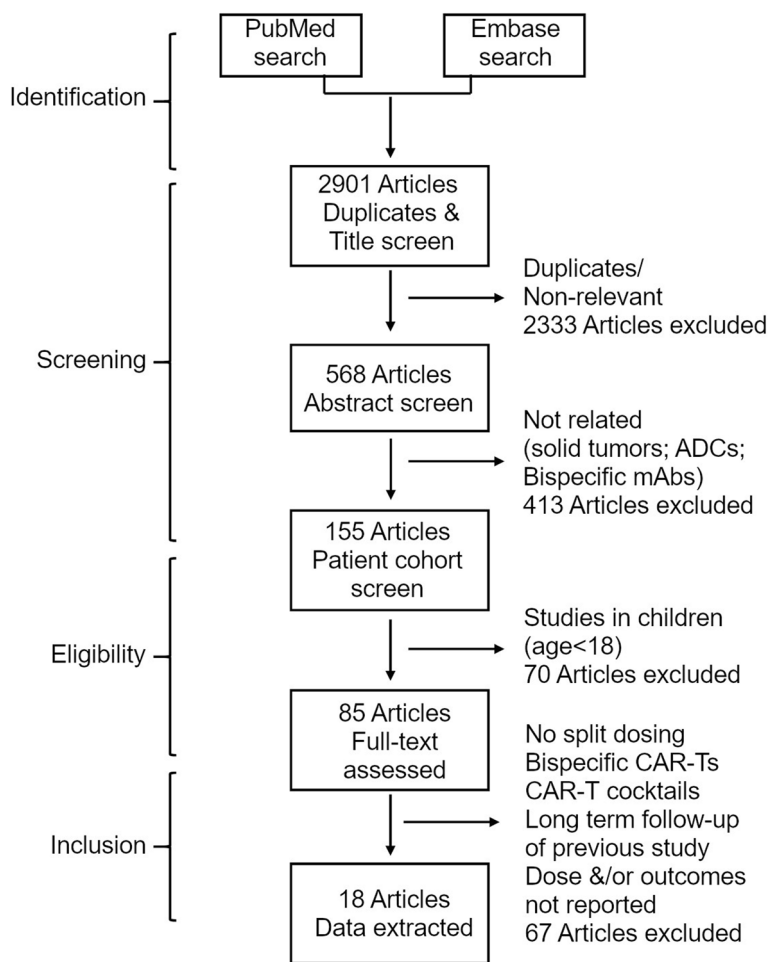 PubMed
search
Embase
search
Identification
2901 Articles
Duplicates &
Title screen
Duplicates/
Non-relevant
2333 Articles excluded
Screening
568 Articles
Abstract screen
Not related
(solid tumors; ADCs;
Bispecific mAbs)
413 Articles excluded
155 Articles
Patient cohort
screen
Studies in children
(age<18)
70 Articles excluded
Eligibility
85 Articles
Full-text
assessed
No split dosing
Bispecific CAR-Ts
CAR-T cocktails
Long term follow-up
of previous study
Dose &/or outcomes
not reported
67 Articles excluded
Inclusion
18 Articles
Data extracted